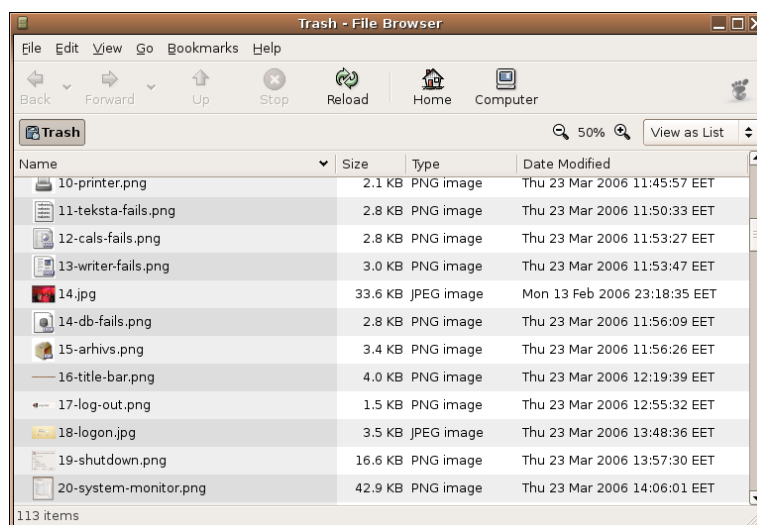 Trash - File Browser
File Edit View Go Bookmarks Help
Back Forward Up Stop Reload Home Computer
Trash 50% View as List
Name Size Type Date Modified
10-printer.png 2.1 KB PNG image Thu 23 Mar 2006 11:45:57 EET
11-teksta-fails.png 2.8 KB PNG image Thu 23 Mar 2006 11:50:33 EET
12-cals-fails.png 2.8 KB PNG image Thu 23 Mar 2006 11:53:27 EET
13-writer-fails.png 3.0 KB PNG image Thu 23 Mar 2006 11:53:47 EET
14.jpg 33.6 KB JPEG image Mon 13 Feb 2006 23:18:35 EET
14-db-fails.png 2.8 KB PNG image Thu 23 Mar 2006 11:56:09 EET
15-arhivs.png 3.4 KB PNG image Thu 23 Mar 2006 11:56:26 EET
16-title-bar.png 4.0 KB PNG image Thu 23 Mar 2006 12:19:39 EET
17-log-out.png 1.5 KB PNG image Thu 23 Mar 2006 12:55:32 EET
18-logon.jpg 3.5 KB JPEG image Thu 23 Mar 2006 13:48:36 EET
19-shutdown.png 16.6 KB PNG image Thu 23 Mar 2006 13:57:30 EET
20-system-monitor.png 42.9 KB PNG image Thu 23 Mar 2006 14:06:01 EET
113 items